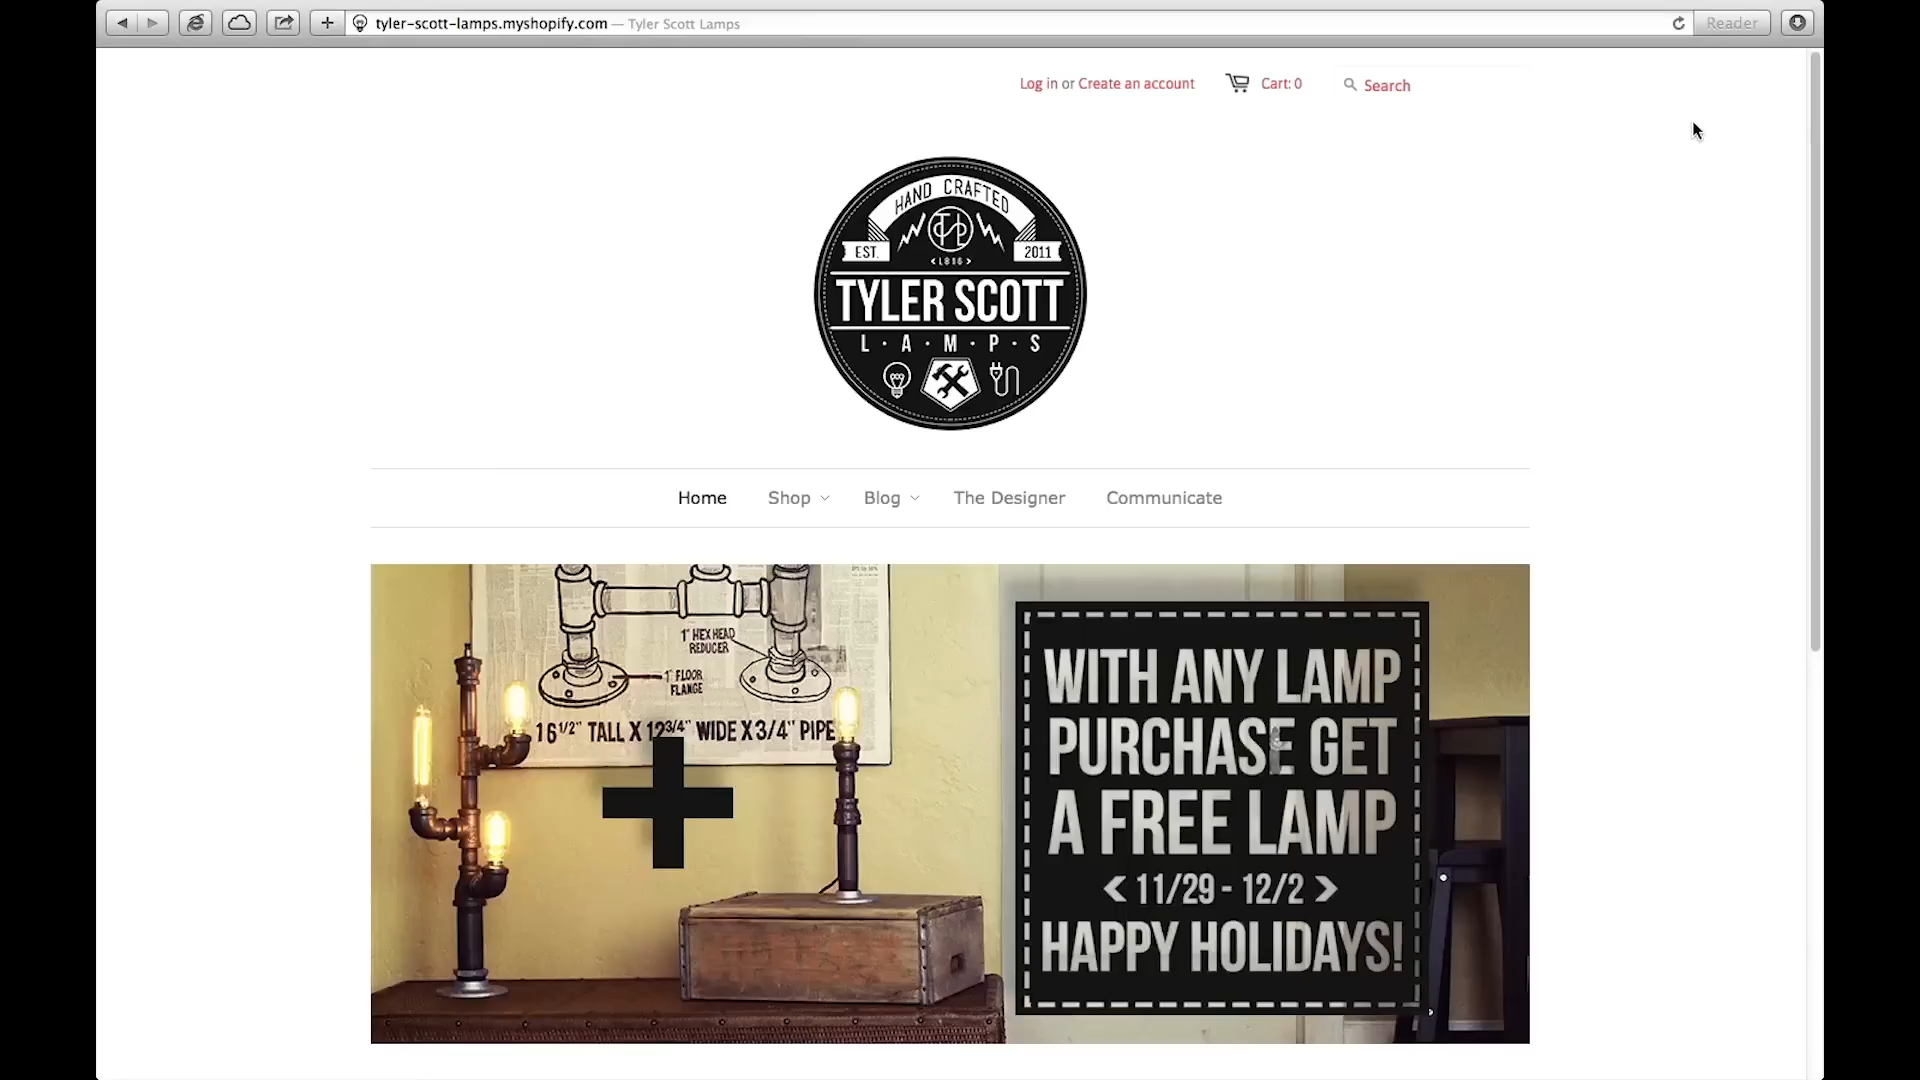 tyler-scott-lamps.myshopify.com — Tyler Scott Lamps
Reader
Log in or Create an account
Cart: 0
Search
HAND CRAFTED
EST. 2011
<L816>
TYLER SCOTT
L·A·M·P·S
Home
Shop
Blog
The Designer
Communicate
1" HEX HEAD
REDUCER
1" FLOOR
FLANGE
16 1/2" TALL X 12 3/4" WIDE X 3/4" PIPE
WITH ANY LAMP
PURCHASE GET
A FREE LAMP
< 11/29 - 12/2 >
HAPPY HOLIDAYS!